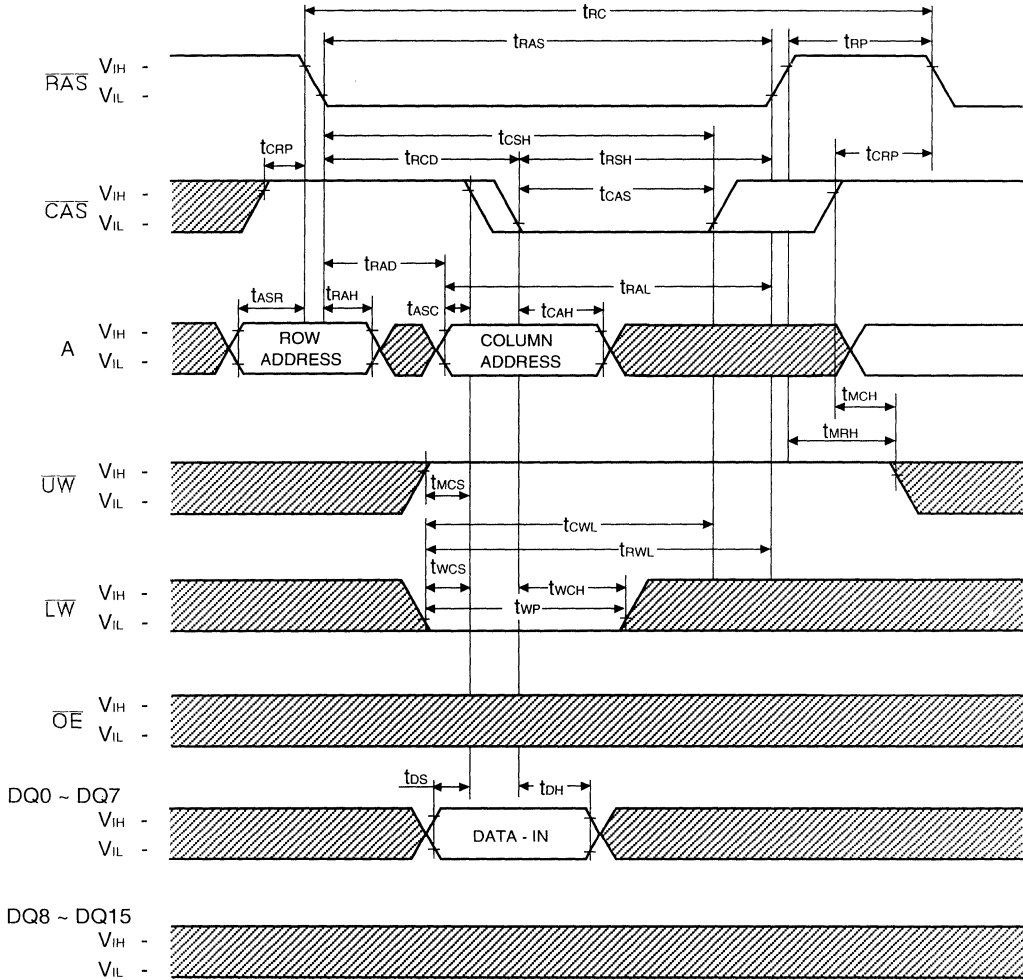 tRC
tRAS
tRP
RAS
VIH -
VIL -
tCSH
tCRP
tRCD
tRSH
tCRP
CAS
VIH -
VIL -
tCAS
tRAD
tASR
tRAH
tASC
tRAL
tCAH
A
VIH -
VIL -
ROW
ADDRESS
COLUMN
ADDRESS
tMCH
tMRH
UW
VIH -
VIL -
tMCS
tCWL
tRWL
tWCS
tWCH
LW
VIH -
VIL -
tWP
OE
VIH -
VIL -
tDS
tDH
DQ0 ~ DQ7
VIH -
VIL -
DATA - IN
DQ8 ~ DQ15
VIH -
VIL -